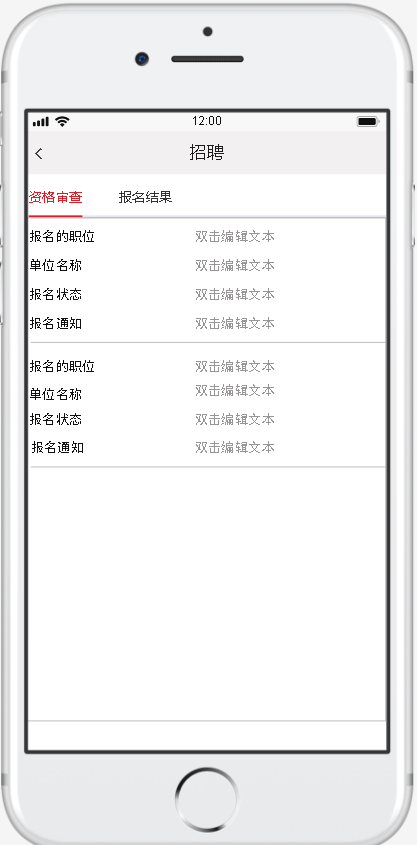 12:00
招聘
资格审查 报名结果
报名的职位 双击编辑文本
单位名称 双击编辑文本
报名状态 双击编辑文本
报名通知 双击编辑文本
报名的职位 双击编辑文本
单位名称 双击编辑文本
报名状态 双击编辑文本
报名通知 双击编辑文本